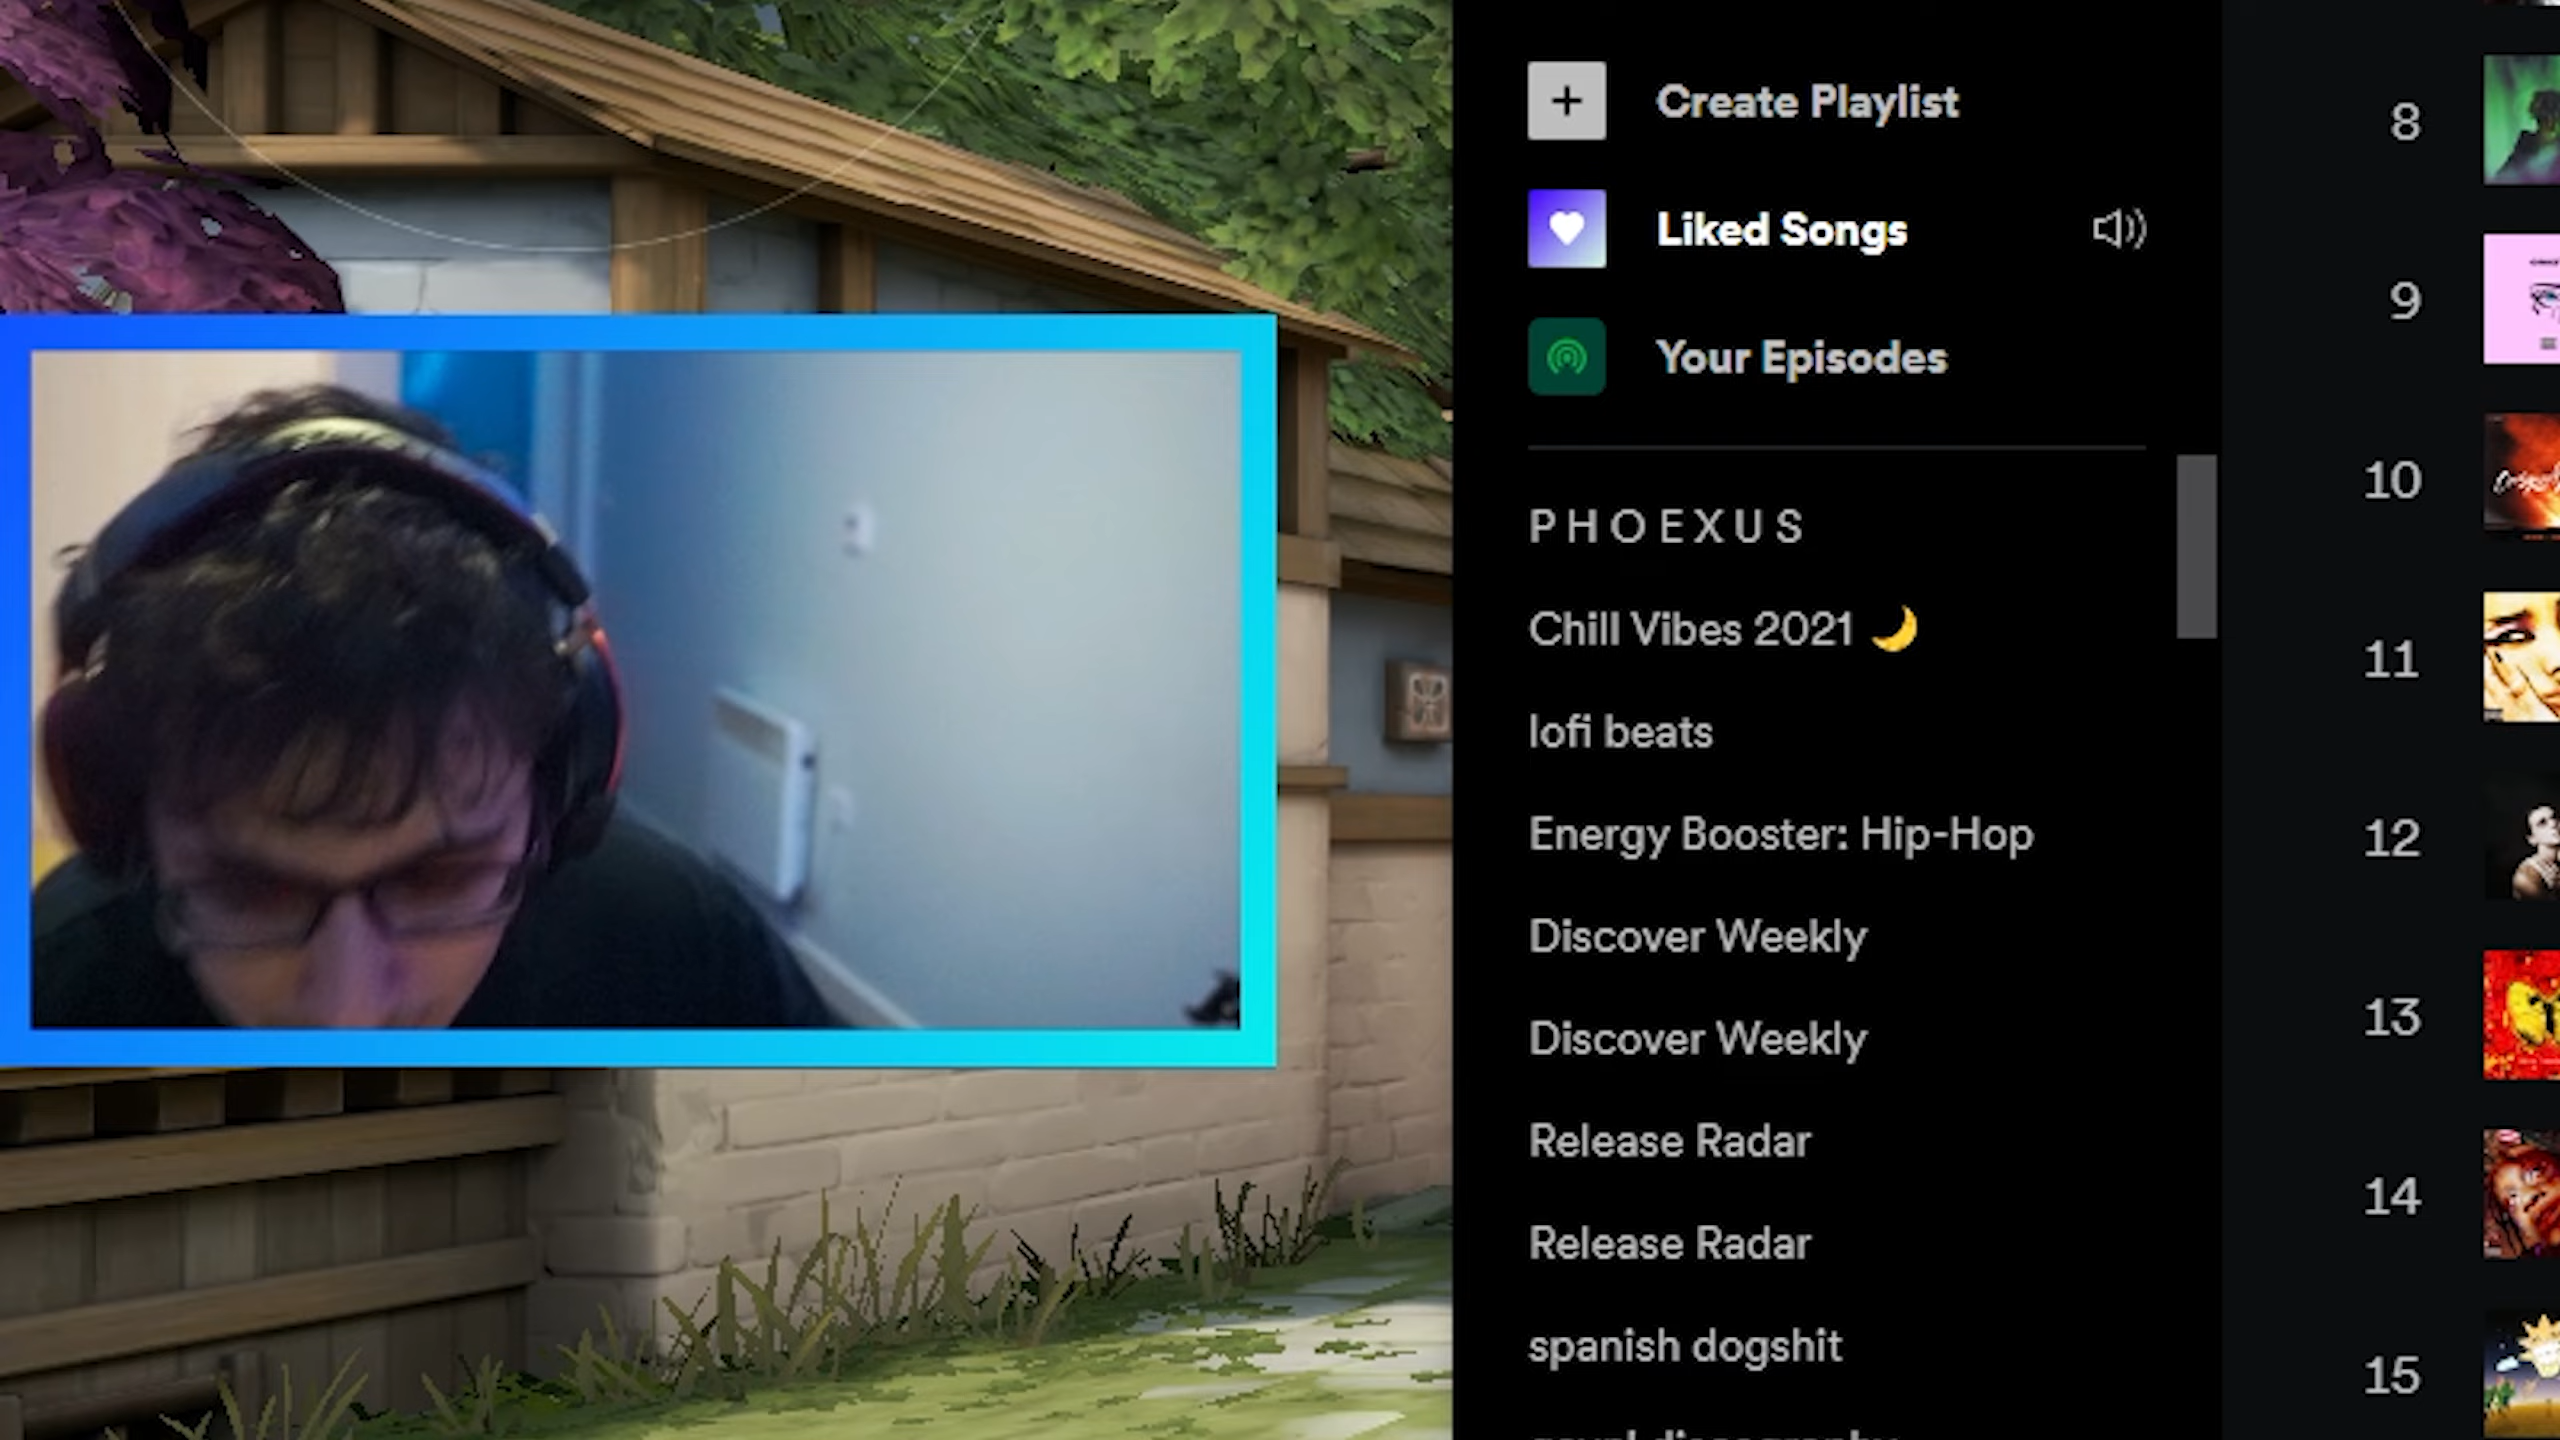 Create Playlist
Liked Songs
Your Episodes
PHOEXUS
Chill Vibes 2021 🌙
lofi beats
Energy Booster: Hip-Hop
Discover Weekly
Discover Weekly
Release Radar
Release Radar
spanish dogshit
8
9
10
11
12
13
14
15